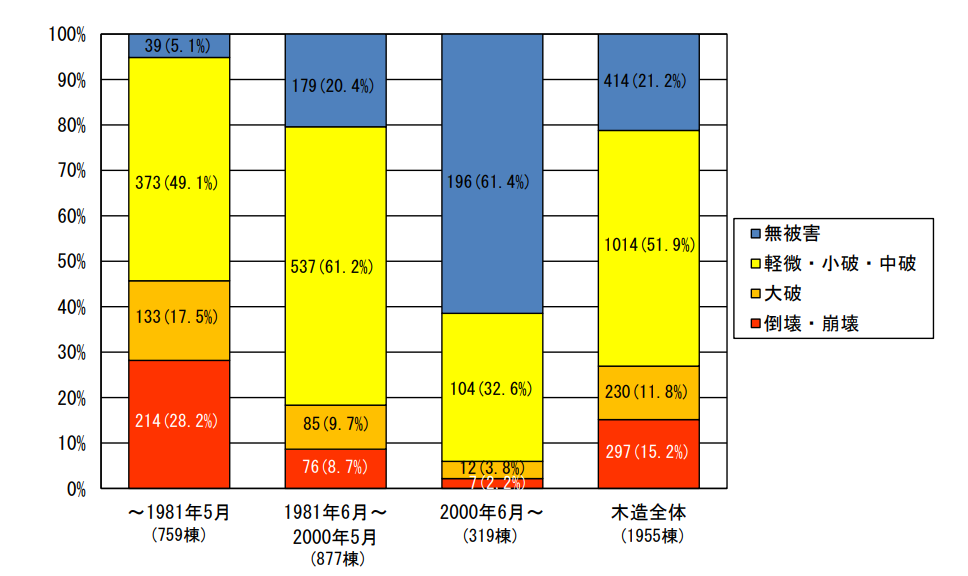 100%
90%
80%
70%
60%
50%
40%
30%
20%
10%
0%
39(5.1%)
373(49.1%)
133(17.5%)
214(28.2%)
179(20.4%)
537(61.2%)
85(9.7%)
76(8.7%)
196(61.4%)
104(32.6%)
12(3.8%)
7(2.2%)
414(21.2%)
1014(51.9%)
230(11.8%)
297(15.2%)
～1981年5月
(759棟)
1981年6月～
2000年5月
(877棟)
2000年6月～
(319棟)
木造全体
(1955棟)
無被害
軽微・小破・中破
大破
倒壊・崩壊